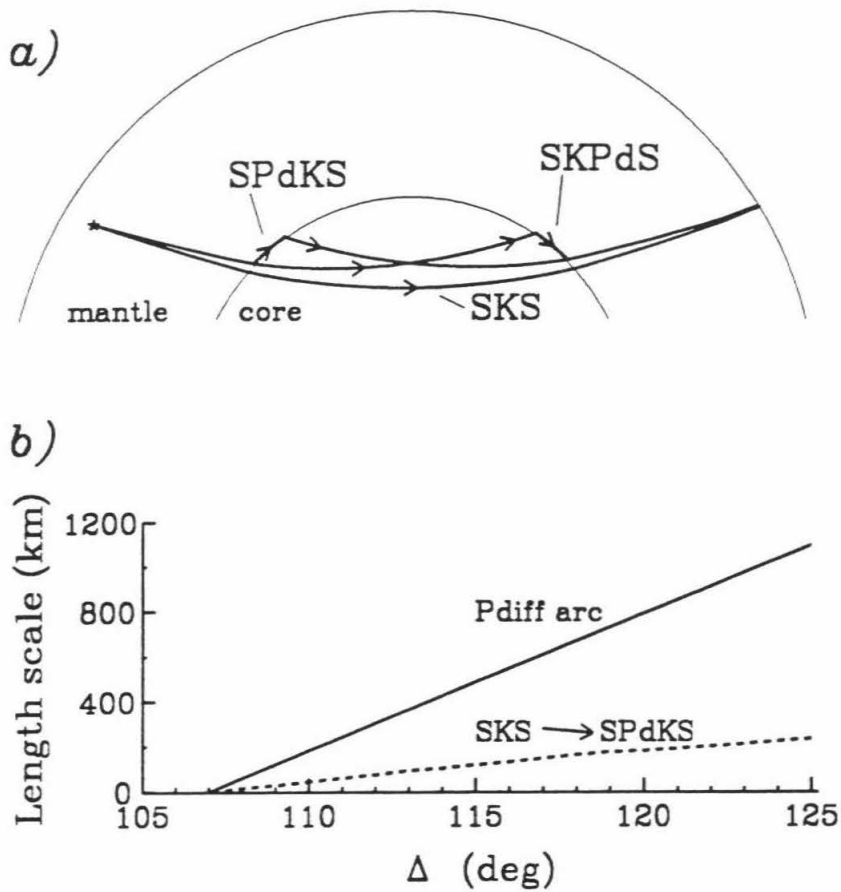 a)
SPdKS
SKPdS
mantle
core
SKS
b)
Length scale (km)
1200
800
400
0
Pdiff arc
SKS → SPdKS
105
110
115
120
125
Δ (deg)